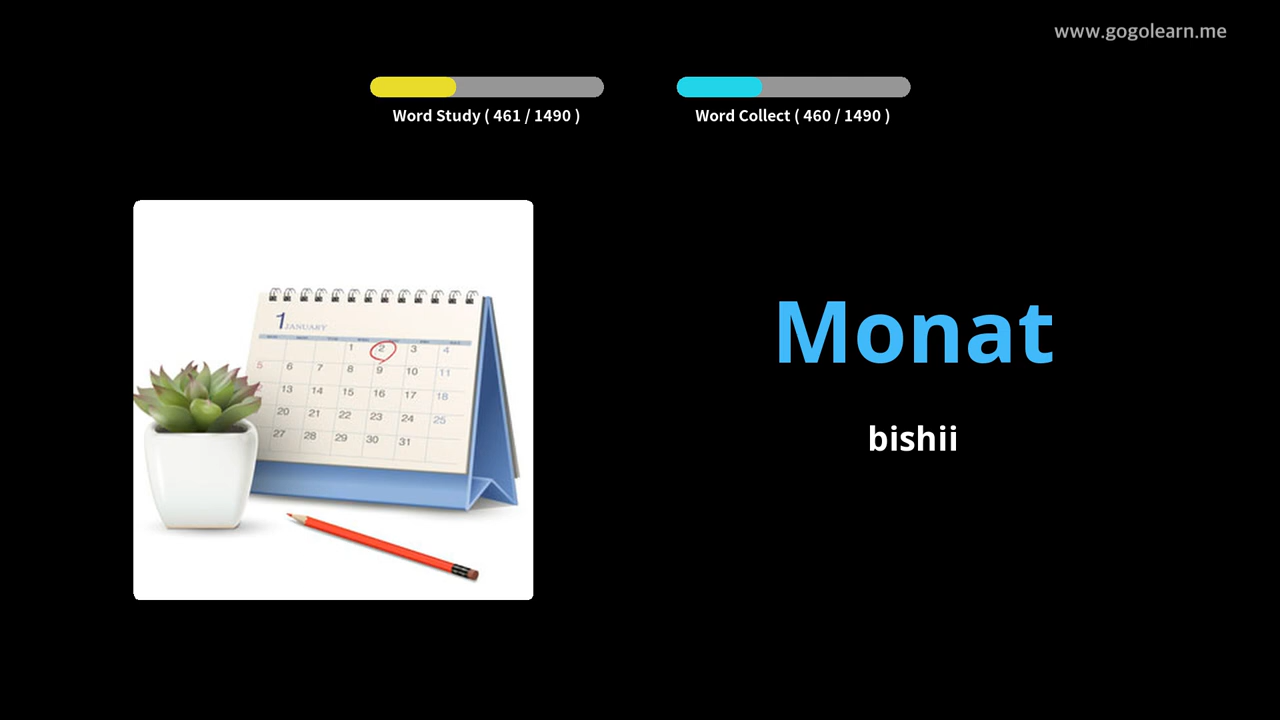 www.gogolearn.me
Word Study ( 461 / 1490 )
Word Collect ( 460 / 1490 )
1 JANUARY
1 2 3 4
5 6 7 8 9 10 11
13 14 15 16 17 18
20 21 22 23 24 25
27 28 29 30 31
Monat
bishii